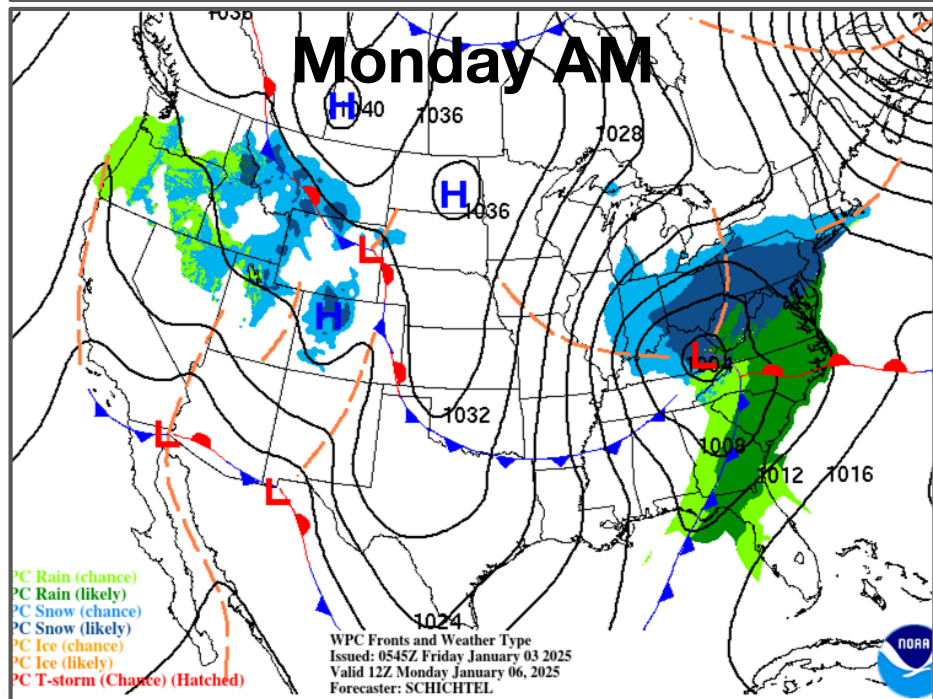 1036
Monday AM
H
1040
1036
1028
H
1036
L
H
L
1032
L
1008
L
1012
1016
PC Rain (chance)
PC Rain (likely)
PC Snow (chance)
PC Snow (likely)
PC Ice (chance)
PC Ice (likely)
PC T-storm (Chance) (Hatched)
1024
WPC Fronts and Weather Type
Issued: 0545Z Friday January 03 2025
Valid 12Z Monday January 06, 2025
Forecaster: SCHICHTEL
NOAA